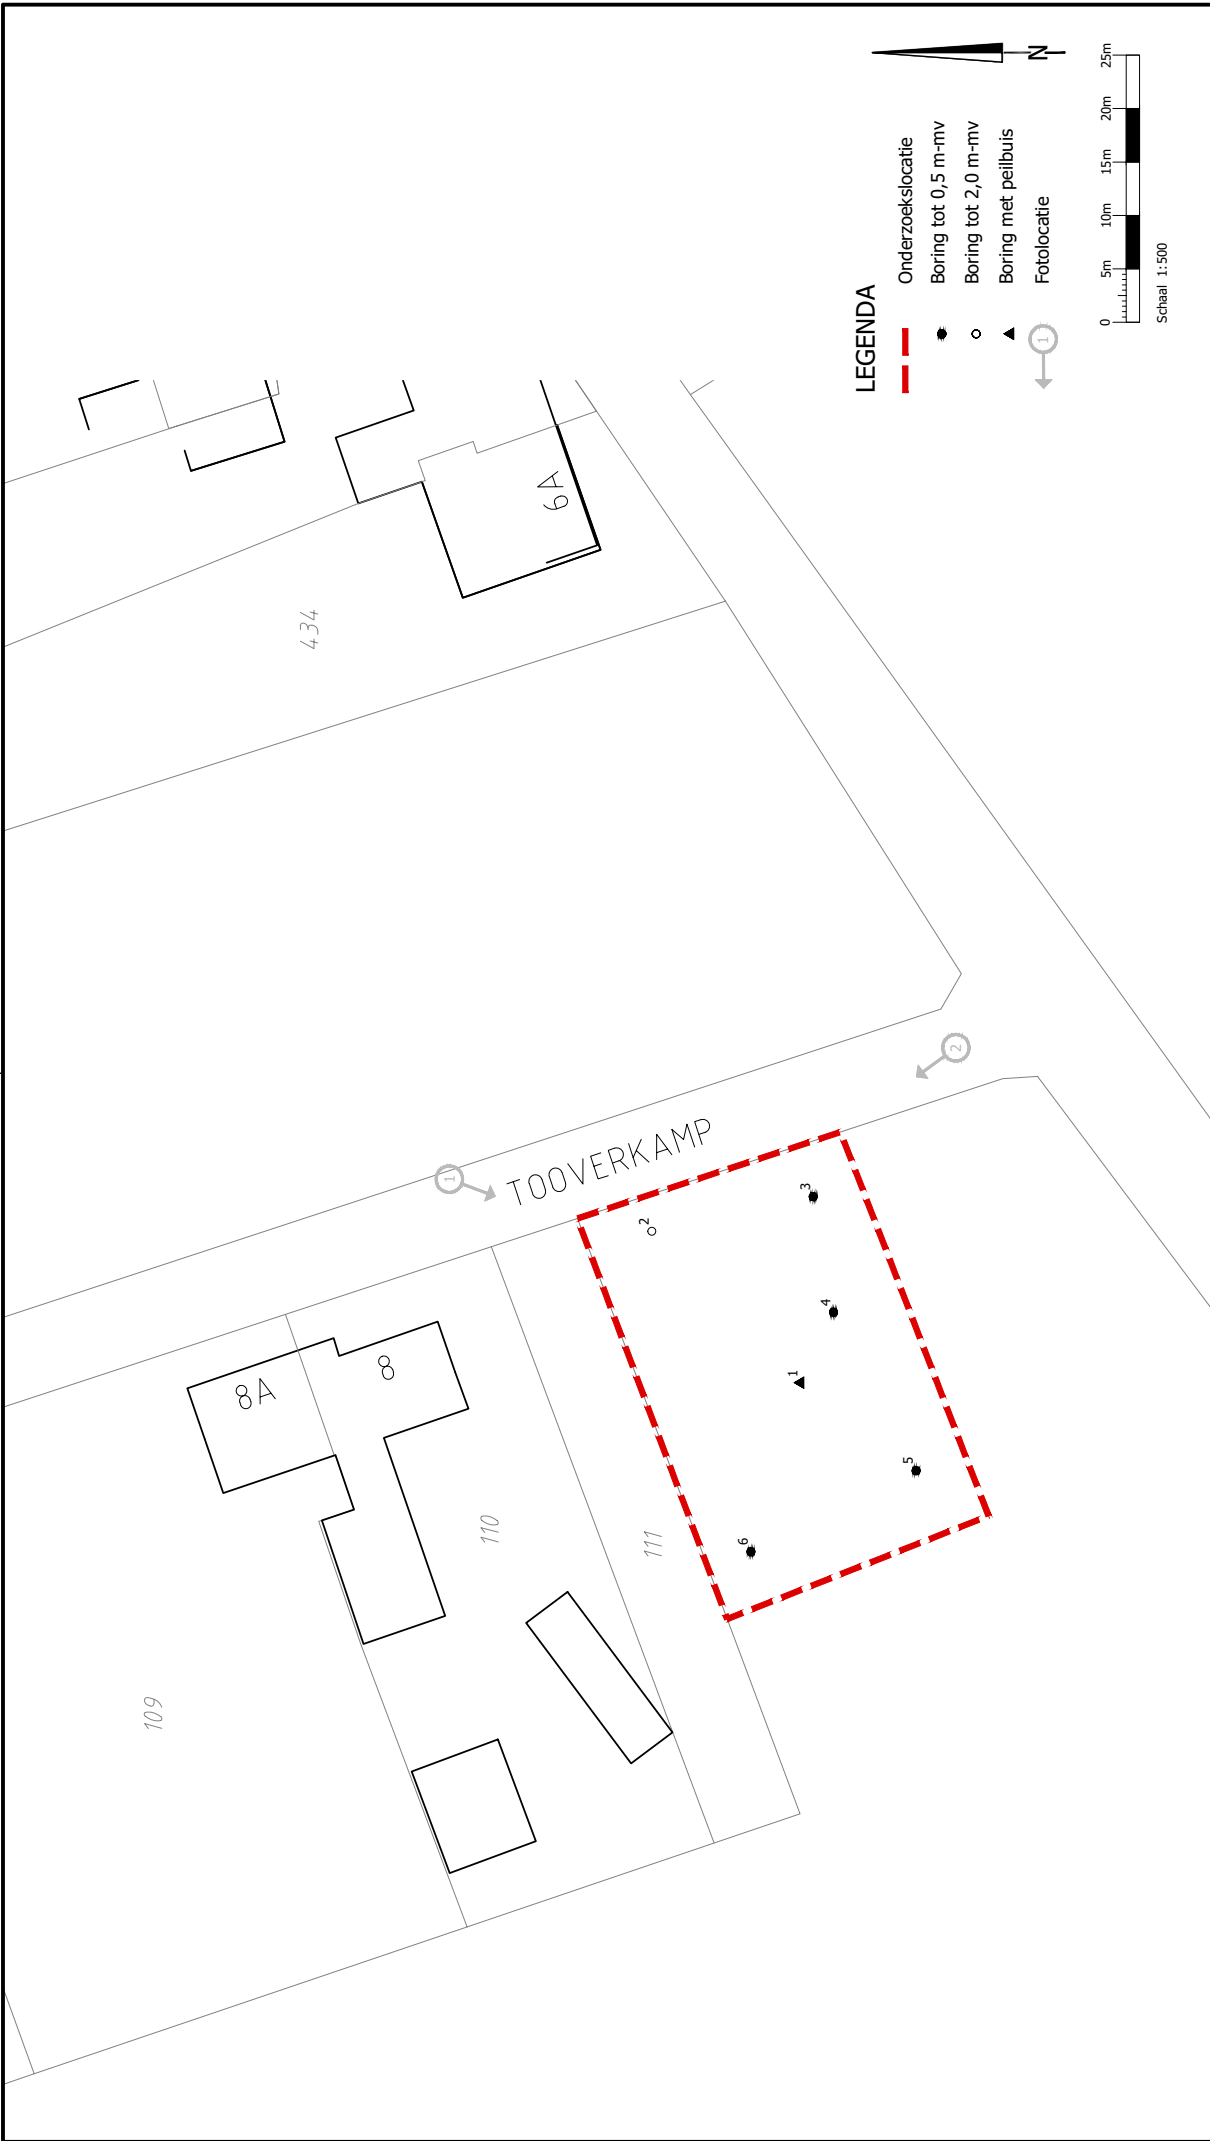 LEGENDA
Onderzoekslocatie
Boring tot 0,5 m-mv
Boring tot 2,0 m-mv
Boring met peilbuis
1 Fotolocatie
N
0 5m 10m 15m 20m 25m
Schaal 1:500
109
8A
8
110
111
434
6A
TOOVERKAMP
1
2
1
2
3
4
5
6